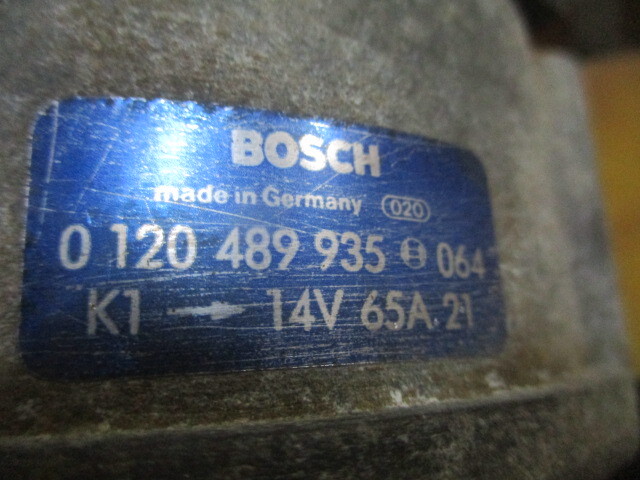 BOSCH
made in Germany 020
0 120 489 935 064
K1 → 14V 65A 21